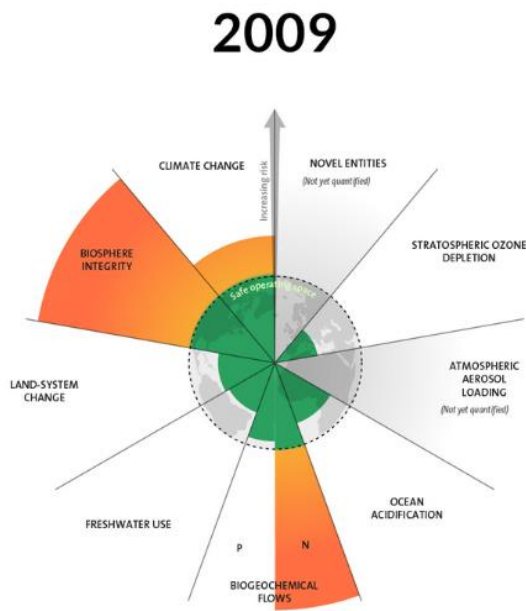 2009
CLIMATE CHANGE
NOVEL ENTITIES
(Not yet quantified)
Increasing risk
STRATOSPHERIC OZONE
DEPLETION
BIOSPHERE
INTEGRITY
Safe operating space
ATMOSPHERIC
AEROSOL
LOADING
(Not yet quantified)
LAND-SYSTEM
CHANGE
OCEAN
ACIDIFICATION
FRESHWATER USE
P
N
BIOGEOCHEMICAL
FLOWS